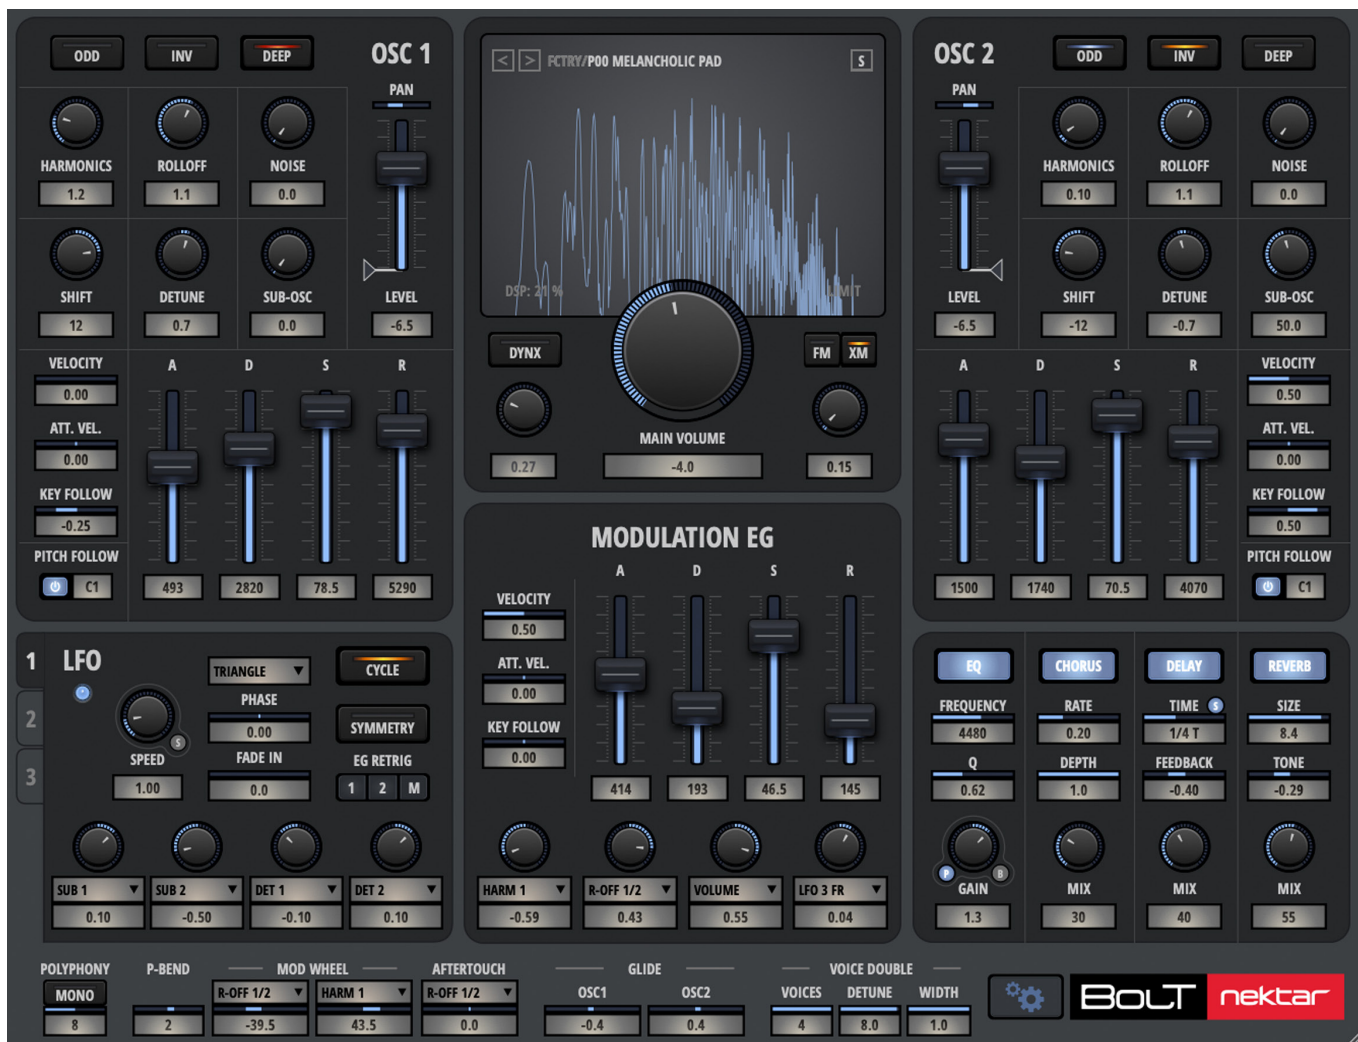 ODD INV DEEP OSC 1
PAN
HARMONICS ROLLOFF NOISE
1.2 1.1 0.0
SHIFT DETUNE SUB-OSC LEVEL
12 0.7 0.0 -6.5
VELOCITY A D S R
0.00
ATT. VEL.
0.00
KEY FOLLOW
-0.25
PITCH FOLLOW
C1 493 2820 78.5 5290
< > FCTRY/P00 MELANCHOLIC PAD S
DSP: 21 % LIMIT
DYNX FM XM
MAIN VOLUME
0.27 -4.0 0.15
OSC 2 ODD INV DEEP
PAN
HARMONICS ROLLOFF NOISE
0.10 1.1 0.0
LEVEL SHIFT DETUNE SUB-OSC
-6.5 -12 -0.7 50.0
A D S R VELOCITY
0.50
ATT. VEL.
0.00
KEY FOLLOW
0.50
PITCH FOLLOW
1500 1740 70.5 4070 C1
1 LFO TRIANGLE CYCLE
2 PHASE
0.00 SYMMETRY
S
SPEED FADE IN EG RETRIG
3 1.00 0.0 1 2 M
SUB 1 SUB 2 DET 1 DET 2
0.10 -0.50 -0.10 0.10
MODULATION EG
A D S R
VELOCITY
0.50
ATT. VEL.
0.00
KEY FOLLOW
0.00
414 193 46.5 145
HARM 1 R-OFF 1/2 VOLUME LFO 3 FR
-0.59 0.43 0.55 0.04
EQ CHORUS DELAY REVERB
FREQUENCY RATE TIME S SIZE
4480 0.20 1/4 T 8.4
Q DEPTH FEEDBACK TONE
0.62 1.0 -0.40 -0.29
P B
GAIN MIX MIX MIX
1.3 30 40 55
POLYPHONY P-BEND MOD WHEEL AFTERTOUCH GLIDE VOICE DOUBLE
MONO R-OFF 1/2 HARM 1 R-OFF 1/2 OSC1 OSC2 VOICES DETUNE WIDTH BOLT nektar
8 2 -39.5 43.5 0.0 -0.4 0.4 4 8.0 1.0